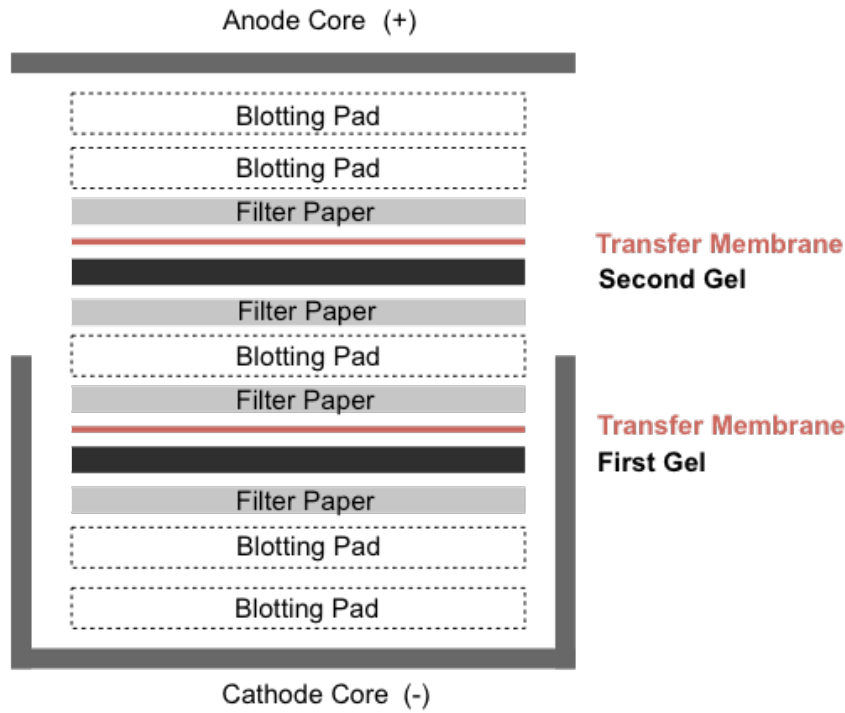 Anode Core (+)
Blotting Pad
Blotting Pad
Filter Paper
Transfer Membrane
Second Gel
Filter Paper
Blotting Pad
Filter Paper
Transfer Membrane
First Gel
Filter Paper
Blotting Pad
Blotting Pad
Cathode Core (-)